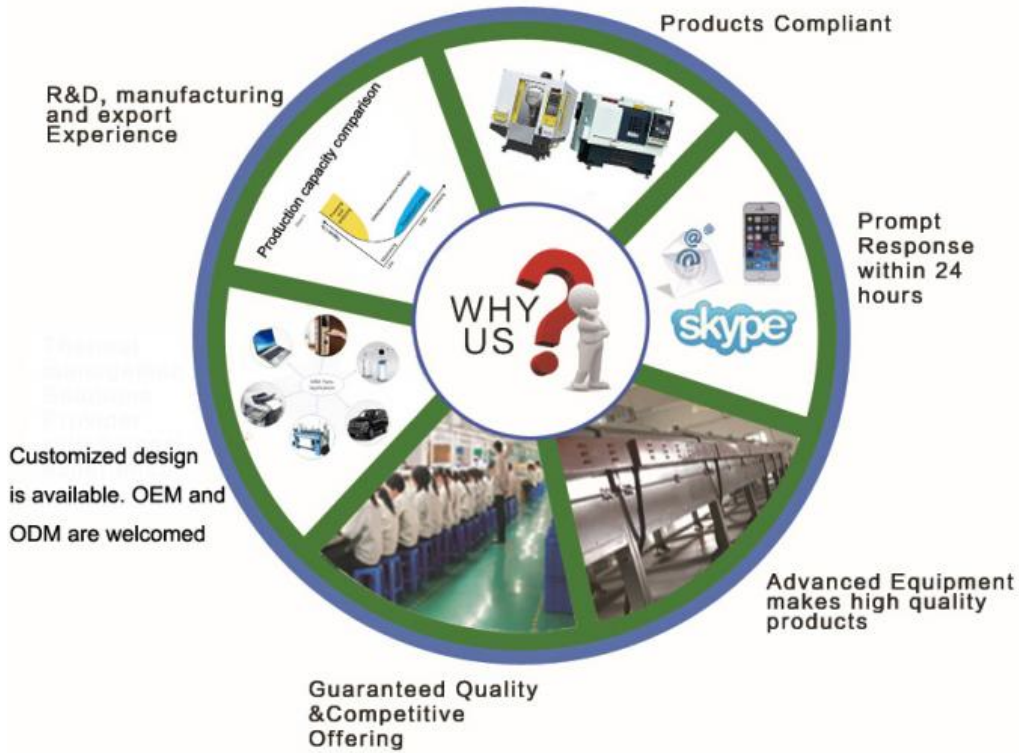 Products Compliant
R&D, manufacturing
and export
Experience
Production capacity comparison
Prompt
Response
within 24
hours
WHY
US
skype
Customized design
is available. OEM and
ODM are welcomed
Advanced Equipment
makes high quality
products
Guaranteed Quality
&Competitive
Offering